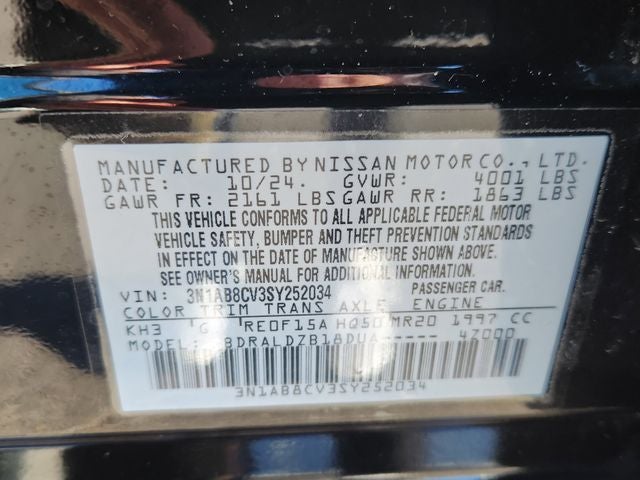 MANUFACTURED BY NISSAN MOTOR CO., LTD.
DATE: 10/24. GVWR: 4001 LBS
GAWR FR: 2161 LBS GAWR RR: 1863 LBS
THIS VEHICLE CONFORMS TO ALL APPLICABLE FEDERAL MOTOR
VEHICLE SAFETY, BUMPER AND THEFT PREVENTION STANDARDS
IN EFFECT ON THE DATE OF MANUFACTURE SHOWN ABOVE.
SEE OWNER'S MANUAL FOR ADDITIONAL INFORMATION
VIN: 3N1AB8CV3SY252034 PASSENGER CAR.
COLOR TRIM TRANS AXLE ENGINE
KH3 'G RE0F15A HQ50 MR20 1997 CC
MODEL: BDRALDZB18DUA----- 4Z000
3N1AB8CV3SY252034